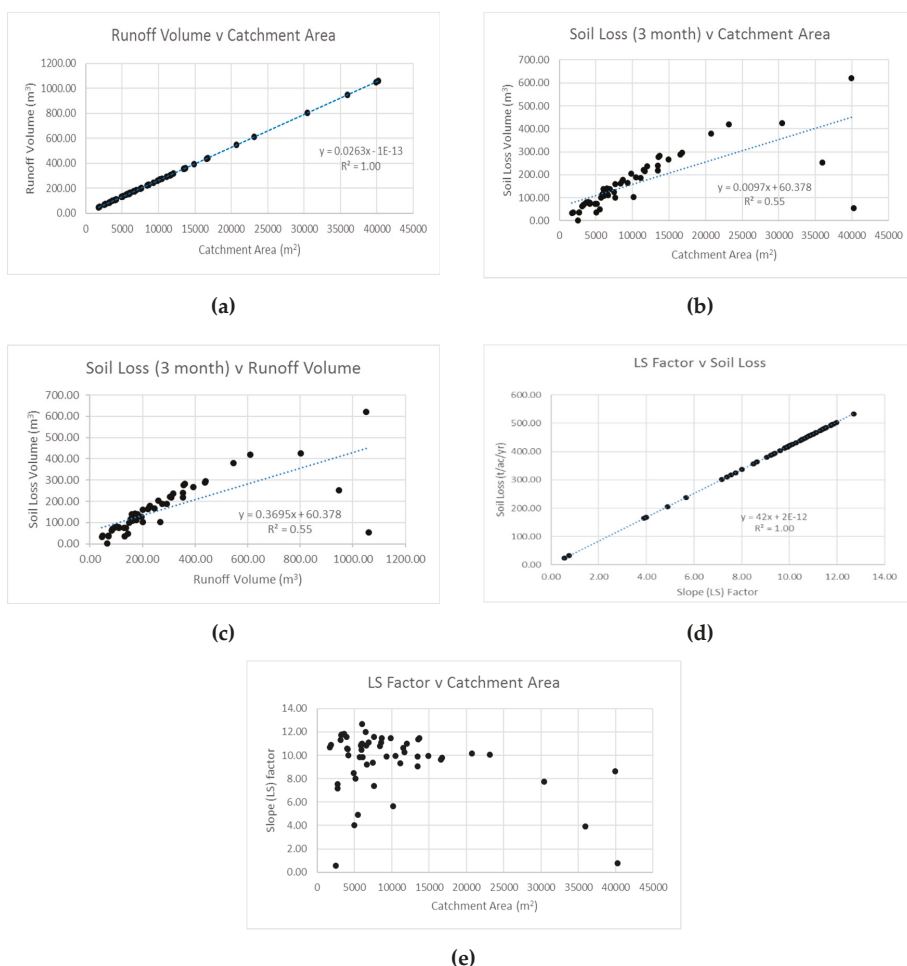 Runoff Volume v Catchment Area
Runoff Volume (m³)
1200.00
1000.00
800.00
600.00
400.00
200.00
0.00
y = 0.0263x - 1E-13
R² = 1.00
0 5000 10000 15000 20000 25000 30000 35000 40000 45000
Catchment Area (m²)
(a)
Soil Loss (3 month) v Catchment Area
Soil Loss Volume (m³)
700.00
600.00
500.00
400.00
300.00
200.00
100.00
0.00
y = 0.0097x + 60.378
R² = 0.55
0 5000 10000 15000 20000 25000 30000 35000 40000 45000
Catchment Area (m²)
(b)
Soil Loss (3 month) v Runoff Volume
Soil Loss Volume (m³)
700.00
600.00
500.00
400.00
300.00
200.00
100.00
0.00
y = 0.3695x + 60.378
R² = 0.55
0.00 200.00 400.00 600.00 800.00 1000.00 1200.00
Runoff Volume (m³)
(c)
LS Factor v Soil Loss
Soil Loss (t/ac/yr)
600.00
500.00
400.00
300.00
200.00
100.00
0.00
y = 42x + 2E-12
R² = 1.00
0.00 2.00 4.00 6.00 8.00 10.00 12.00 14.00
Slope (LS) Factor
(d)
LS Factor v Catchment Area
Slope (LS) factor
14.00
12.00
10.00
8.00
6.00
4.00
2.00
0.00
0 5000 10000 15000 20000 25000 30000 35000 40000 45000
Catchment Area (m²)
(e)